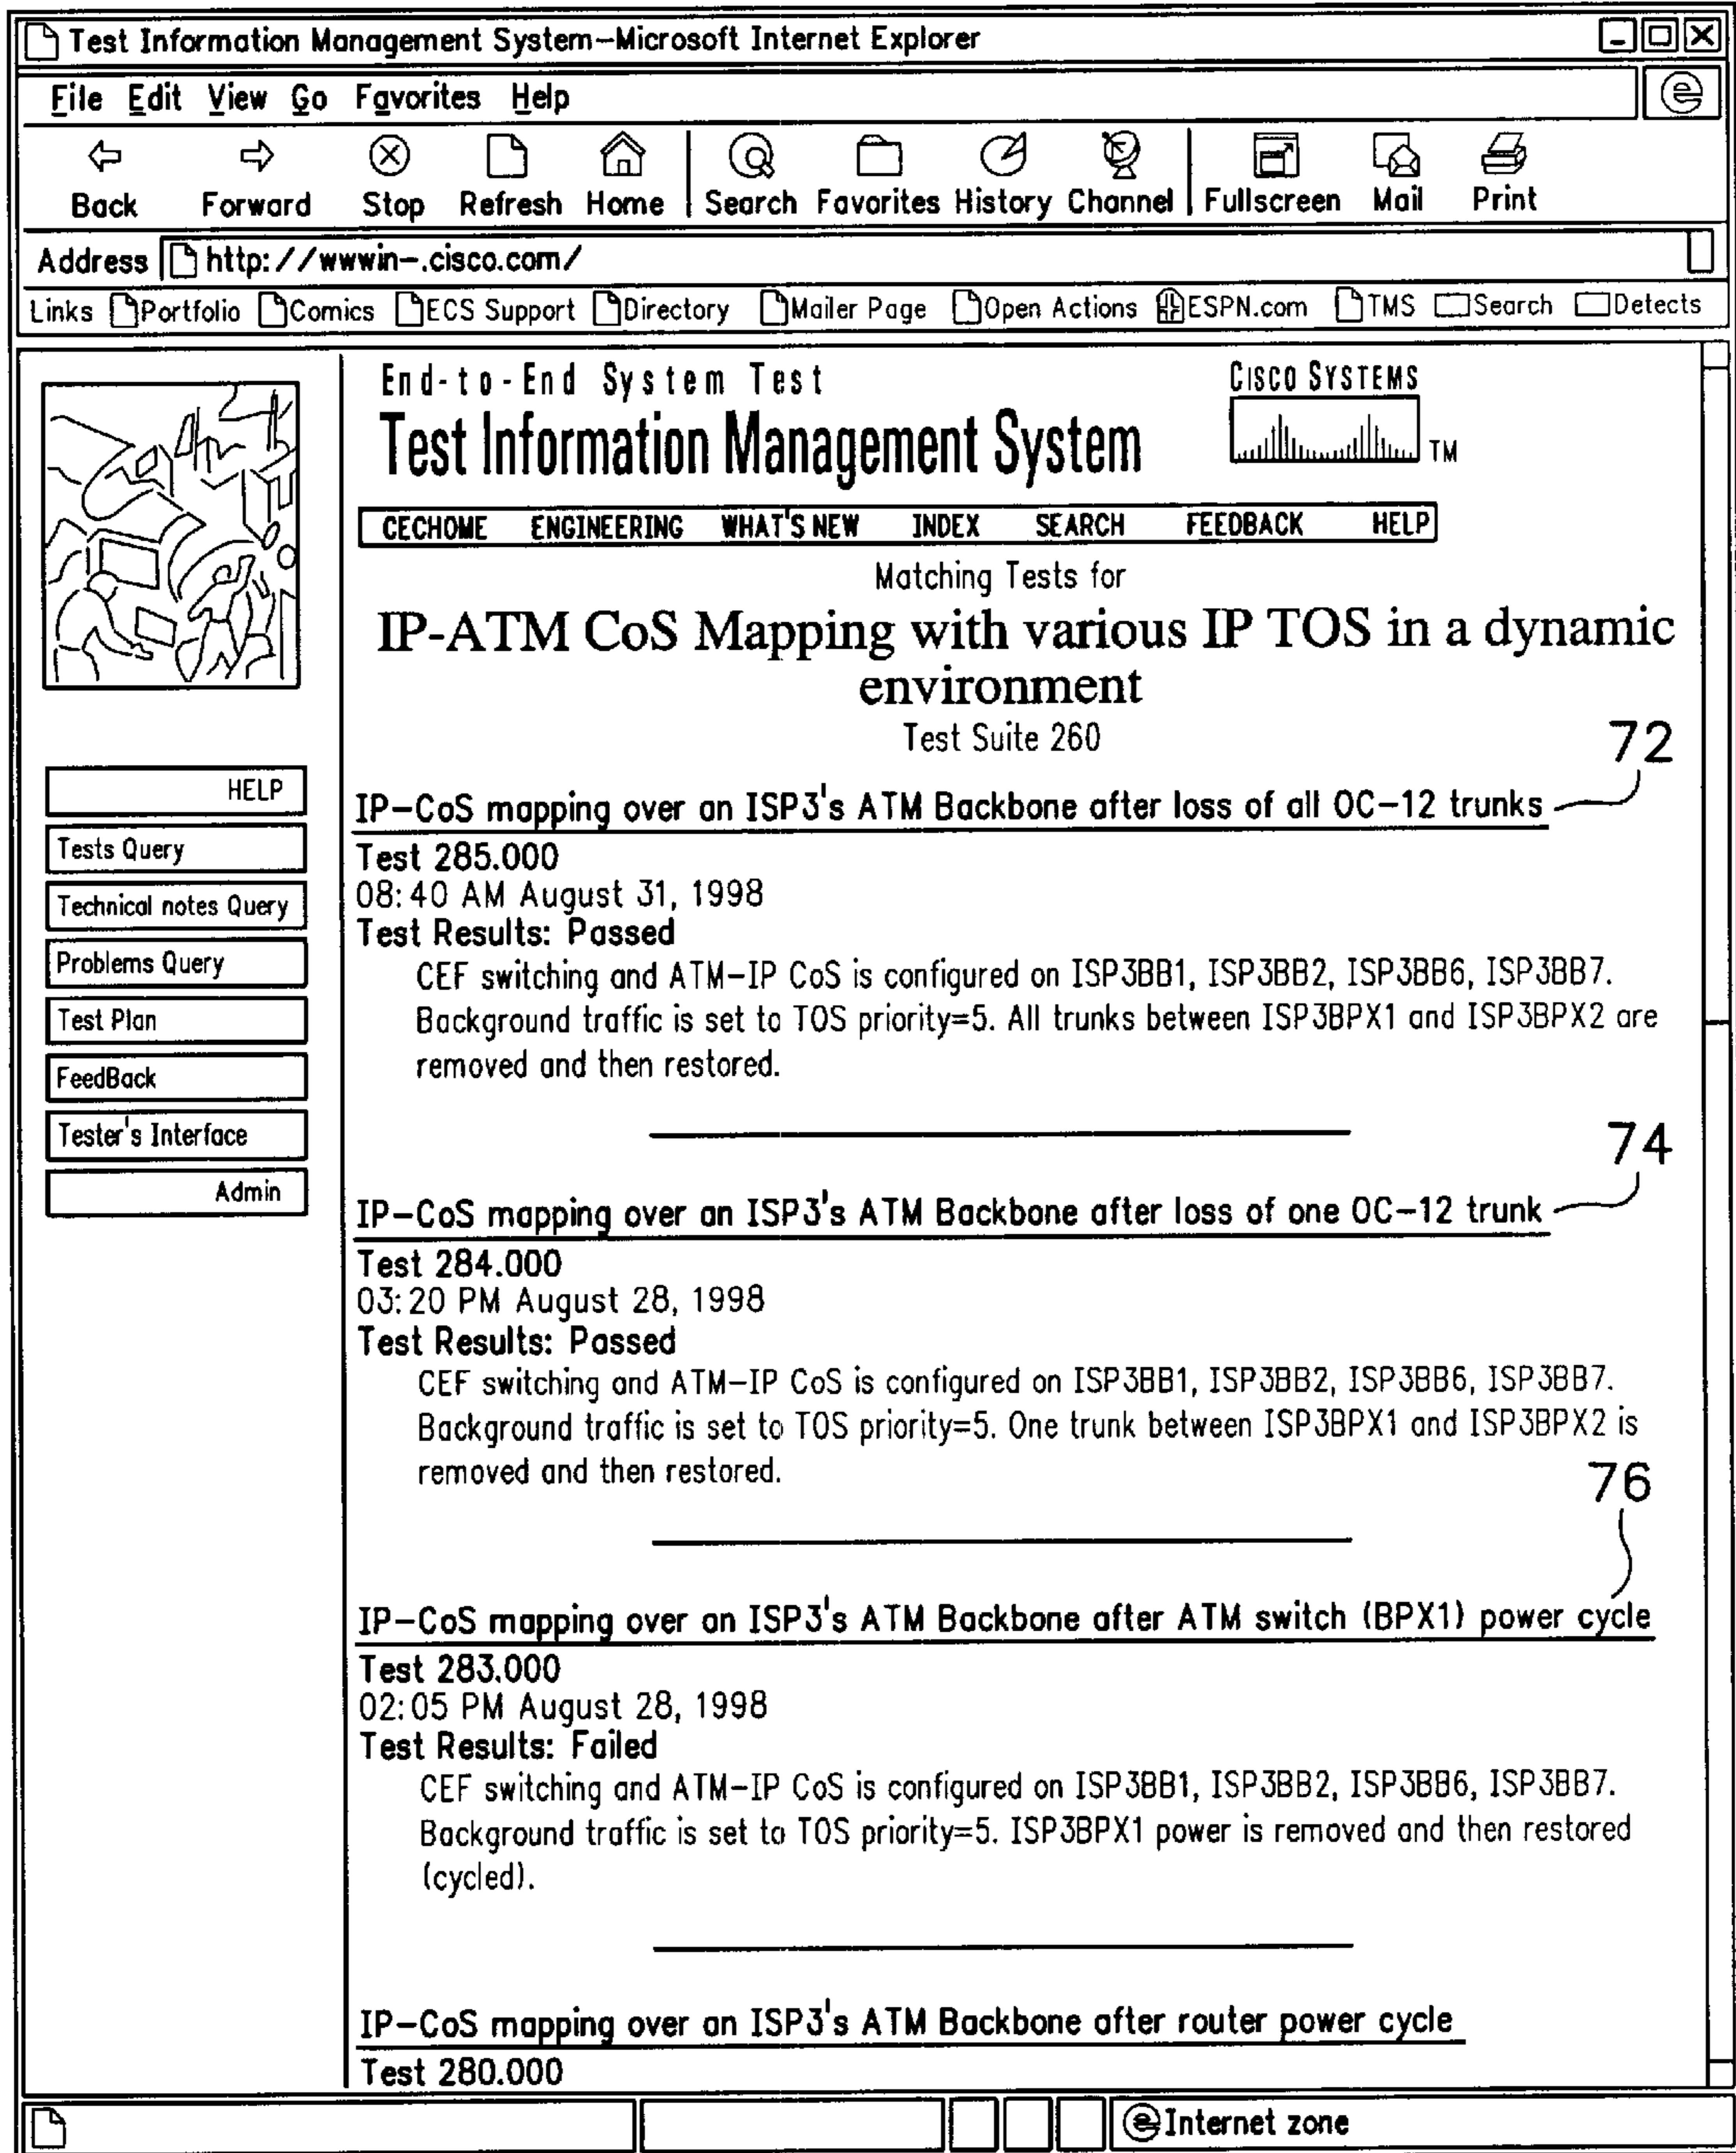 Test Information Management System–Microsoft Internet Explorer
File Edit View Go Favorites Help
Back Forward Stop Refresh Home Search Favorites History Channel Fullscreen Mail Print
Address http://wwwin–.cisco.com/
Links Portfolio Comics ECS Support Directory Mailer Page Open Actions ESPN.com TMS Search Detects
End-to-End System Test
CISCO SYSTEMS
Test Information Management System
TM
CECHOME ENGINEERING WHAT'S NEW INDEX SEARCH FEEDBACK HELP
Matching Tests for
IP-ATM CoS Mapping with various IP TOS in a dynamic
environment
Test Suite 260
HELP
Tests Query
Technical notes Query
Problems Query
Test Plan
FeedBack
Tester's Interface
Admin
72
IP–CoS mapping over an ISP3's ATM Backbone after loss of all OC–12 trunks
Test 285.000
08:40 AM August 31, 1998
Test Results: Passed
CEF switching and ATM–IP CoS is configured on ISP3BB1, ISP3BB2, ISP3BB6, ISP3BB7.
Background traffic is set to TOS priority=5. All trunks between ISP3BPX1 and ISP3BPX2 are
removed and then restored.
74
IP–CoS mapping over an ISP3's ATM Backbone after loss of one OC–12 trunk
Test 284.000
03:20 PM August 28, 1998
Test Results: Passed
CEF switching and ATM–IP CoS is configured on ISP3BB1, ISP3BB2, ISP3BB6, ISP3BB7.
Background traffic is set to TOS priority=5. One trunk between ISP3BPX1 and ISP3BPX2 is
removed and then restored.
76
IP–CoS mapping over an ISP3's ATM Backbone after ATM switch (BPX1) power cycle
Test 283.000
02:05 PM August 28, 1998
Test Results: Failed
CEF switching and ATM–IP CoS is configured on ISP3BB1, ISP3BB2, ISP3BB6, ISP3BB7.
Background traffic is set to TOS priority=5. ISP3BPX1 power is removed and then restored
(cycled).
IP–CoS mapping over an ISP3's ATM Backbone after router power cycle
Test 280.000
Internet zone